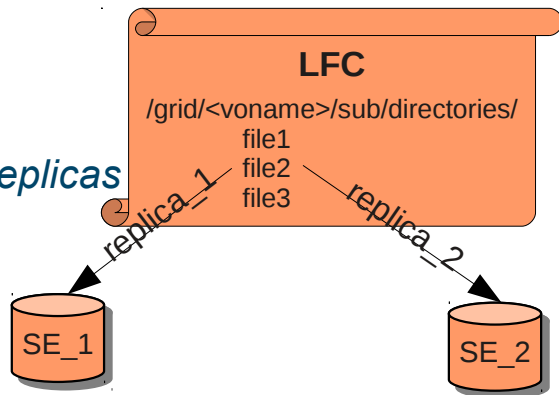 LFC
/grid/<voname>/sub/directories/
file1
eplicas
file2
file3
replica_1
replica_2
SE_1
SE_2